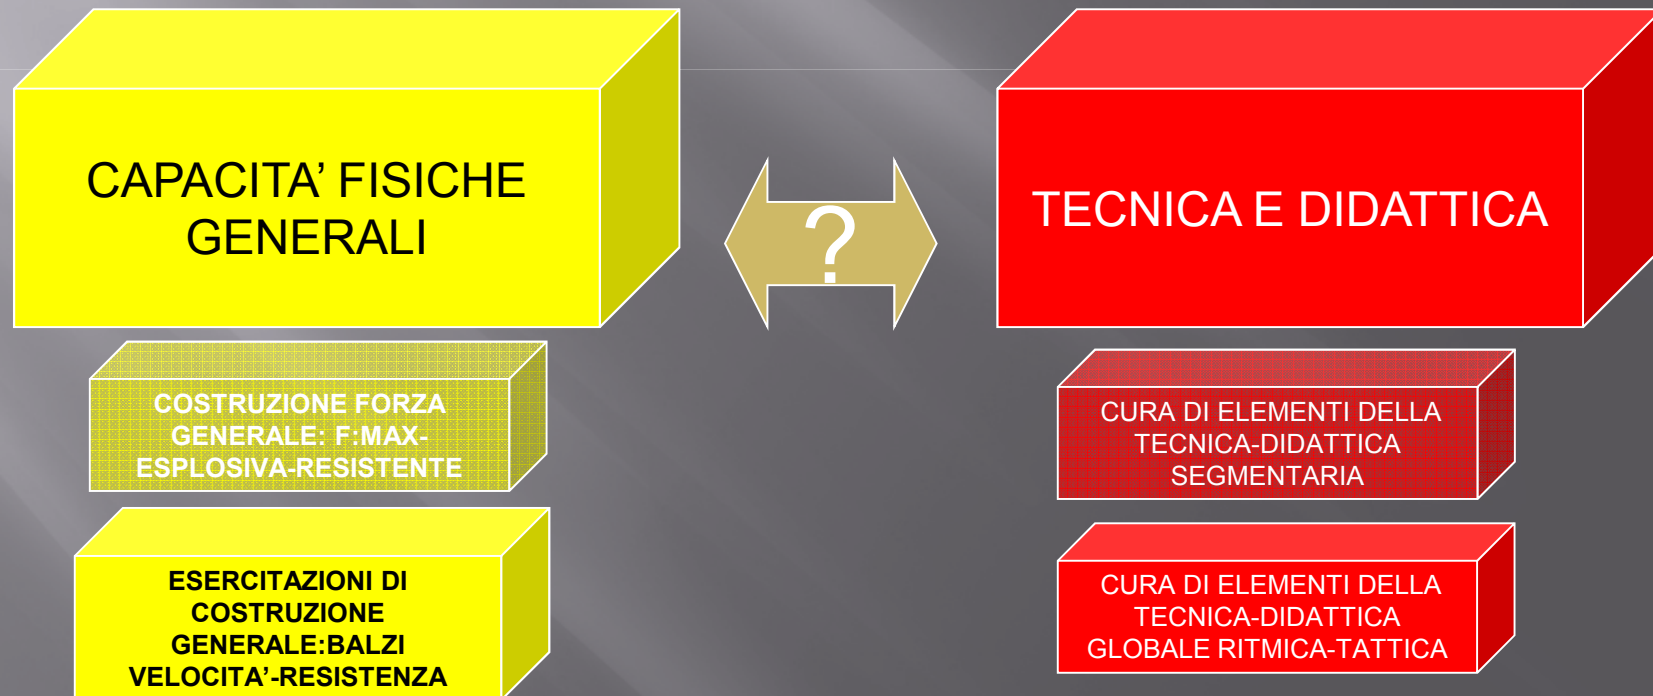 CAPACITA’ FISICHE
GENERALI
?
TECNICA E DIDATTICA
COSTRUZIONE FORZA
GENERALE: F:MAX-
ESPLOSIVA-RESISTENTE
CURA DI ELEMENTI DELLA
TECNICA-DIDATTICA
SEGMENTARIA
ESERCITAZIONI DI
COSTRUZIONE
GENERALE:BALZI
VELOCITA’-RESISTENZA
CURA DI ELEMENTI DELLA
TECNICA-DIDATTICA
GLOBALE RITMICA-TATTICA